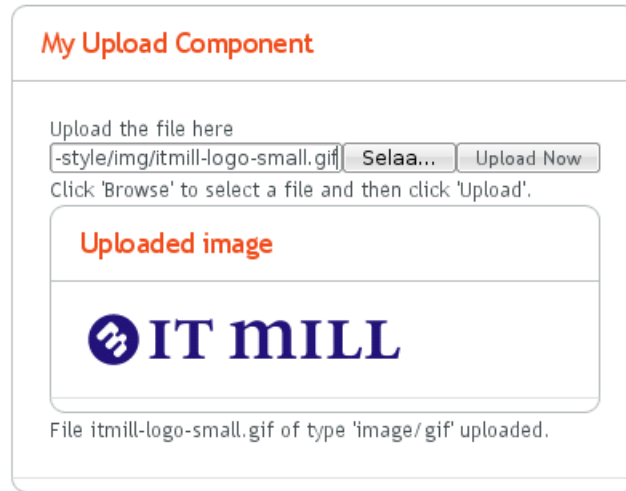 My Upload Component
Upload the file here
-style/img/itmill-logo-small.gif Selaa... Upload Now
Click 'Browse' to select a file and then click 'Upload'.
Uploaded image
IT MILL
File itmill-logo-small.gif of type 'image/gif' uploaded.